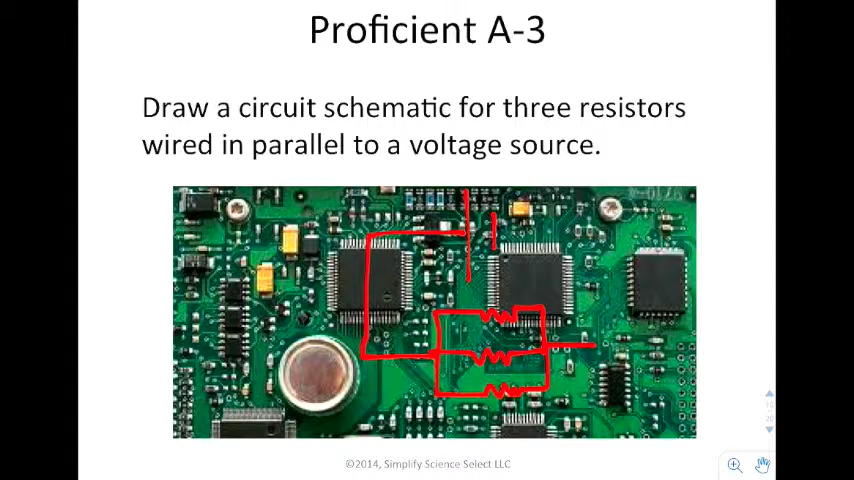 Proficient A-3
Draw a circuit schematic for three resistors
wired in parallel to a voltage source.
©2014, Simplify Science Select LLC